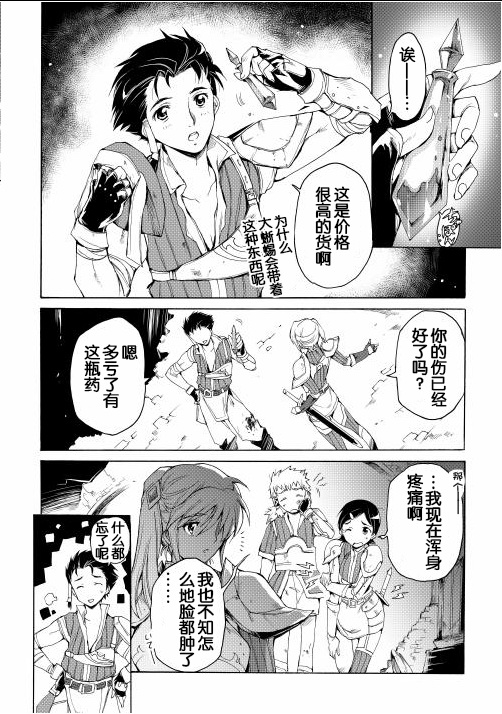 诶
———
…
这是价格
很高的货啊
为什么
大蜥蜴会带着
这种东西呢
你的伤已经
好了吗？
嗯
多亏了有
这瓶药
…我现在浑身
疼痛啊
我也不知怎
么地脸都肿了
……
什么都
忘了呢